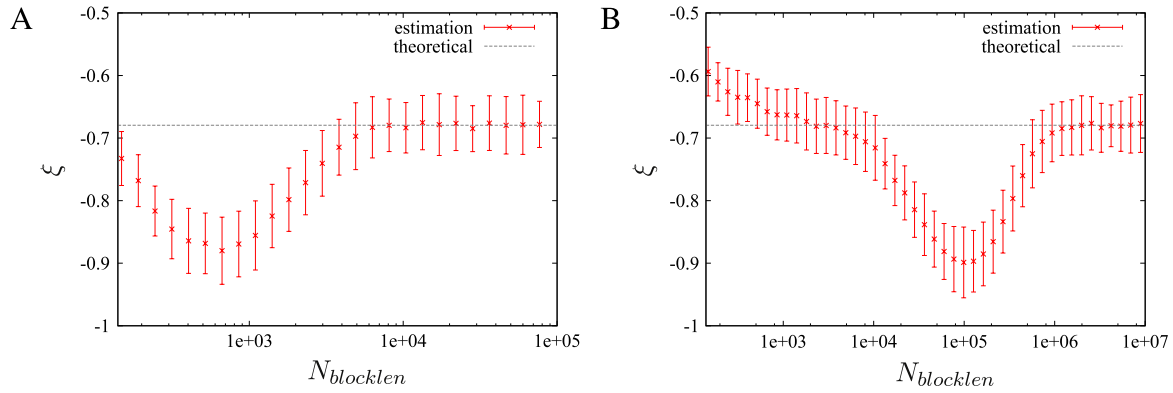 A
-0.5
-0.6
-0.7
-0.8
-0.9
-1
ξ
estimation
theoretical
1e+03
1e+04
1e+05
N_blocklen
B
-0.5
-0.6
-0.7
-0.8
-0.9
-1
ξ
estimation
theoretical
1e+03
1e+04
1e+05
1e+06
1e+07
N_blocklen